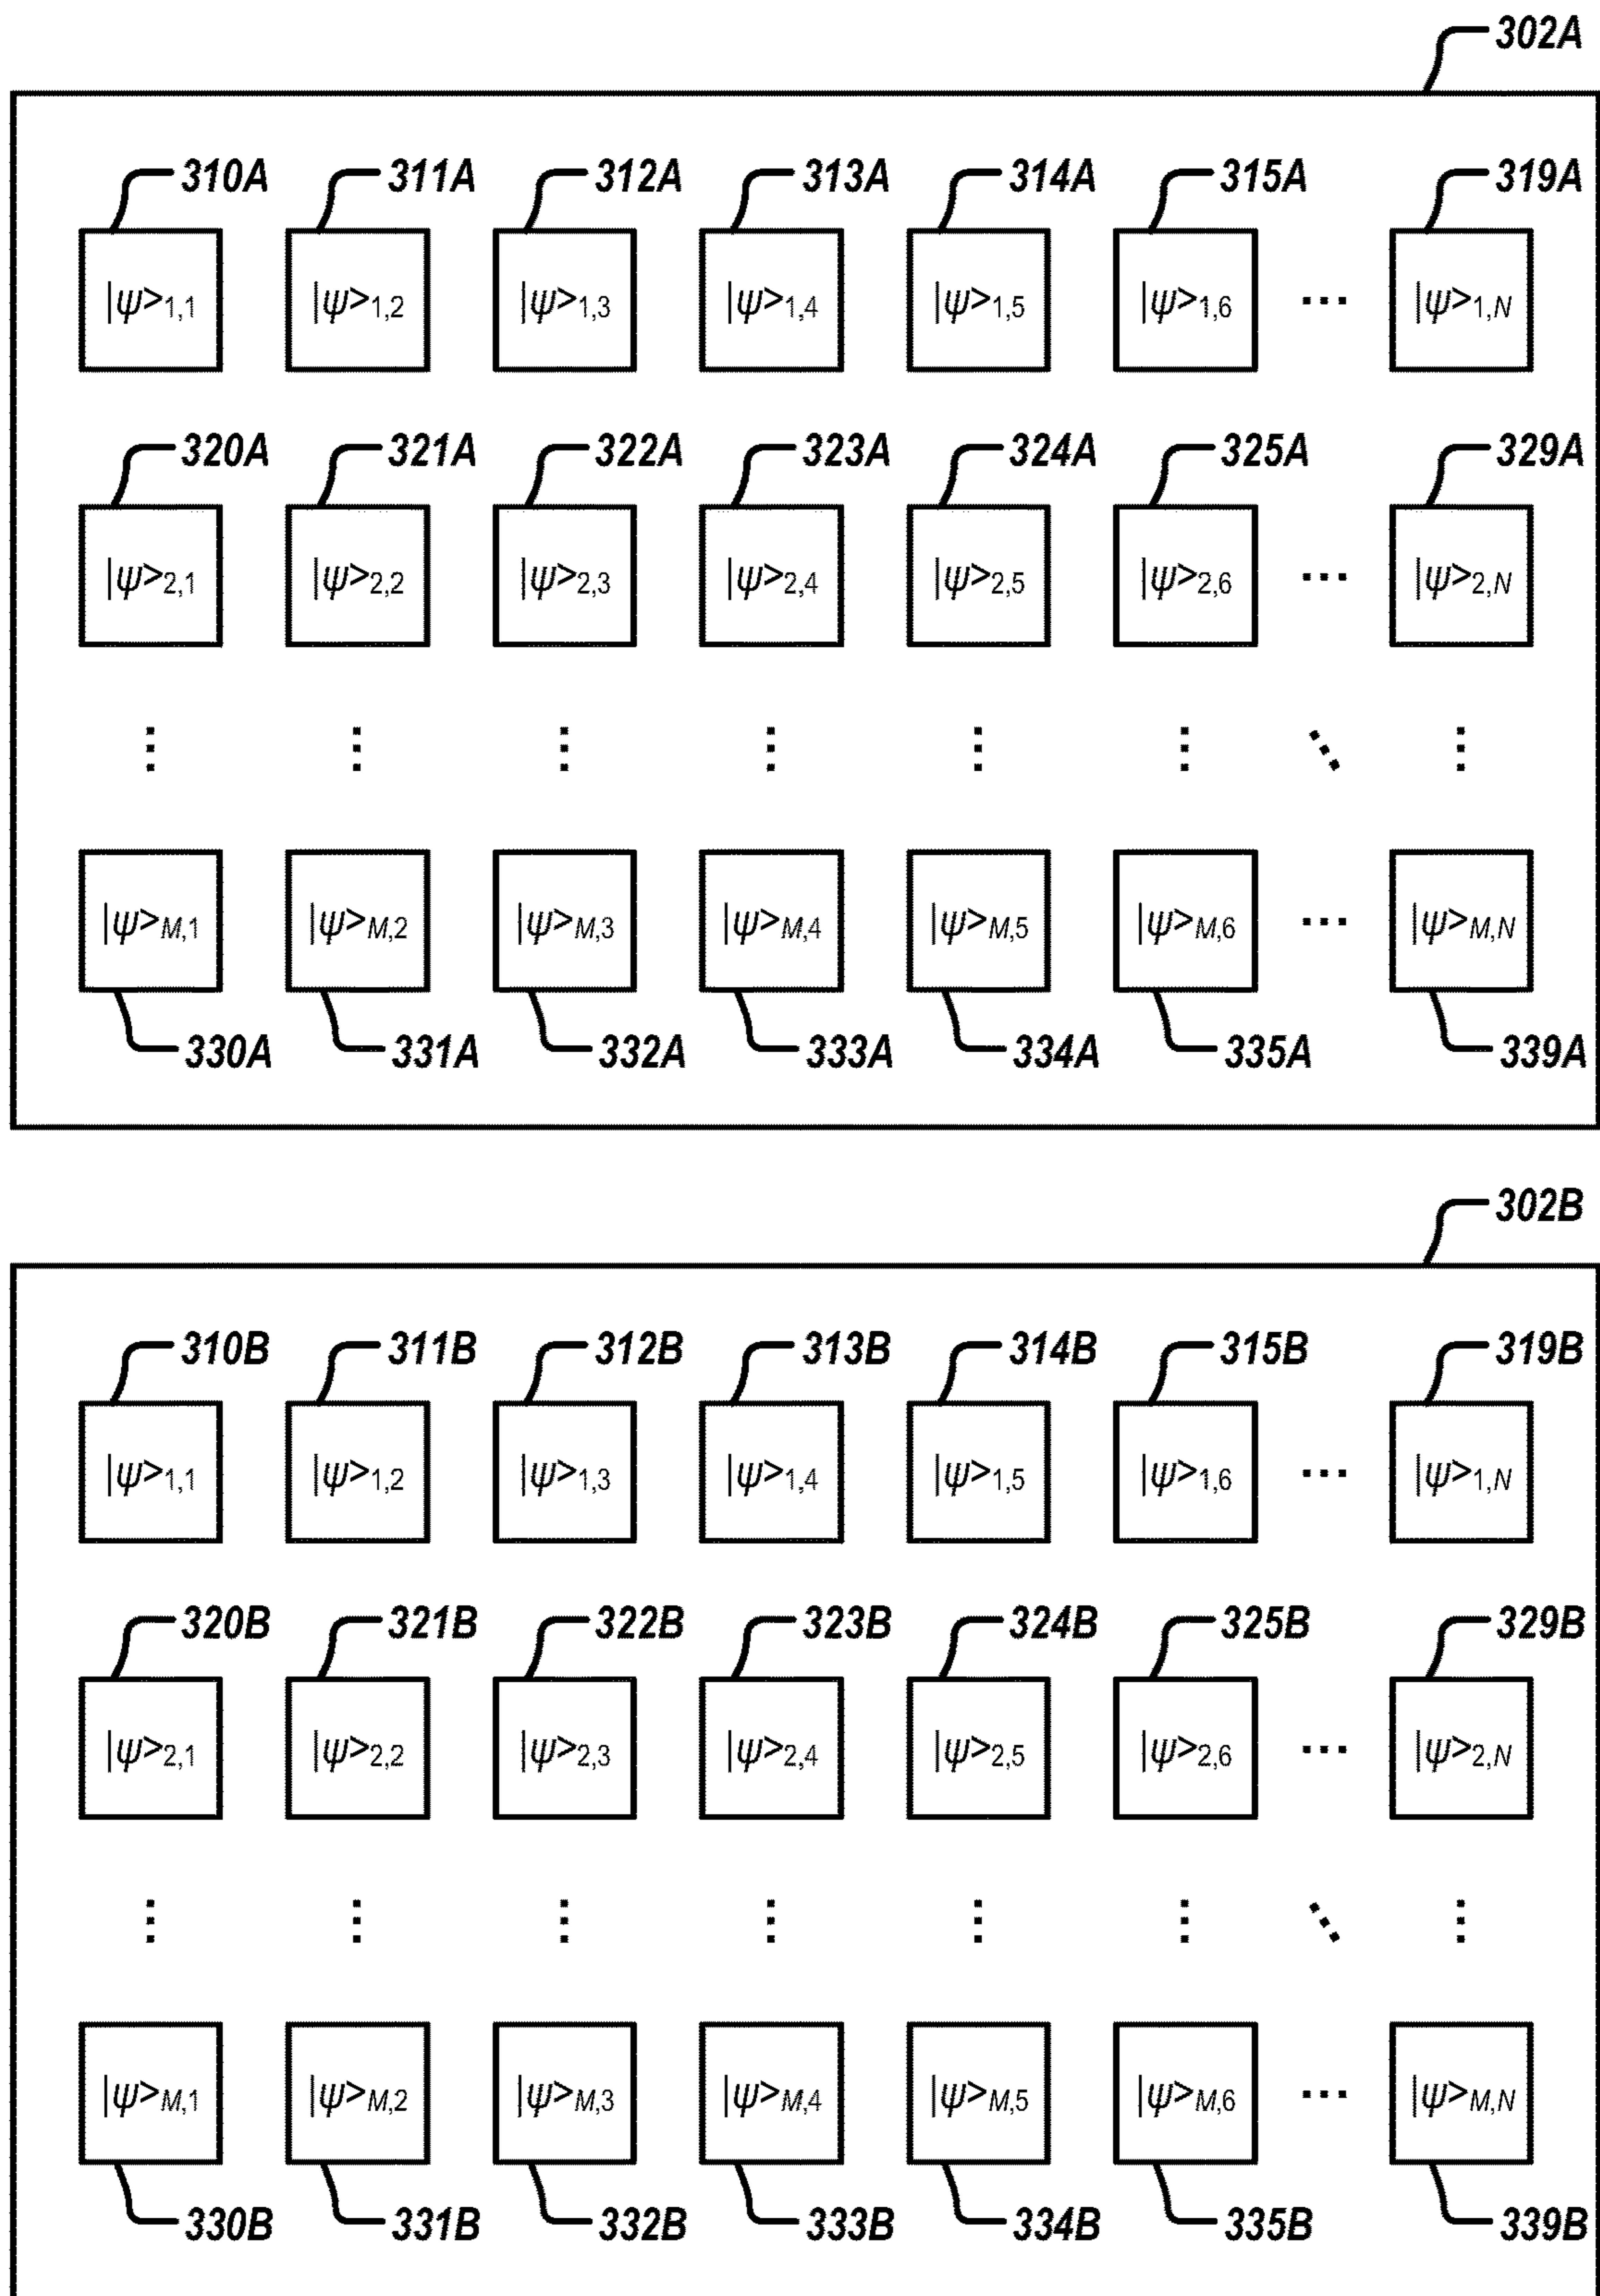 302A
310A 311A 312A 313A 314A 315A 319A
|ψ>1,1 |ψ>1,2 |ψ>1,3 |ψ>1,4 |ψ>1,5 |ψ>1,6 ... |ψ>1,N
320A 321A 322A 323A 324A 325A 329A
|ψ>2,1 |ψ>2,2 |ψ>2,3 |ψ>2,4 |ψ>2,5 |ψ>2,6 ... |ψ>2,N
|ψ>M,1 |ψ>M,2 |ψ>M,3 |ψ>M,4 |ψ>M,5 |ψ>M,6 ... |ψ>M,N
330A 331A 332A 333A 334A 335A 339A
302B
310B 311B 312B 313B 314B 315B 319B
|ψ>1,1 |ψ>1,2 |ψ>1,3 |ψ>1,4 |ψ>1,5 |ψ>1,6 ... |ψ>1,N
320B 321B 322B 323B 324B 325B 329B
|ψ>2,1 |ψ>2,2 |ψ>2,3 |ψ>2,4 |ψ>2,5 |ψ>2,6 ... |ψ>2,N
|ψ>M,1 |ψ>M,2 |ψ>M,3 |ψ>M,4 |ψ>M,5 |ψ>M,6 ... |ψ>M,N
330B 331B 332B 333B 334B 335B 339B